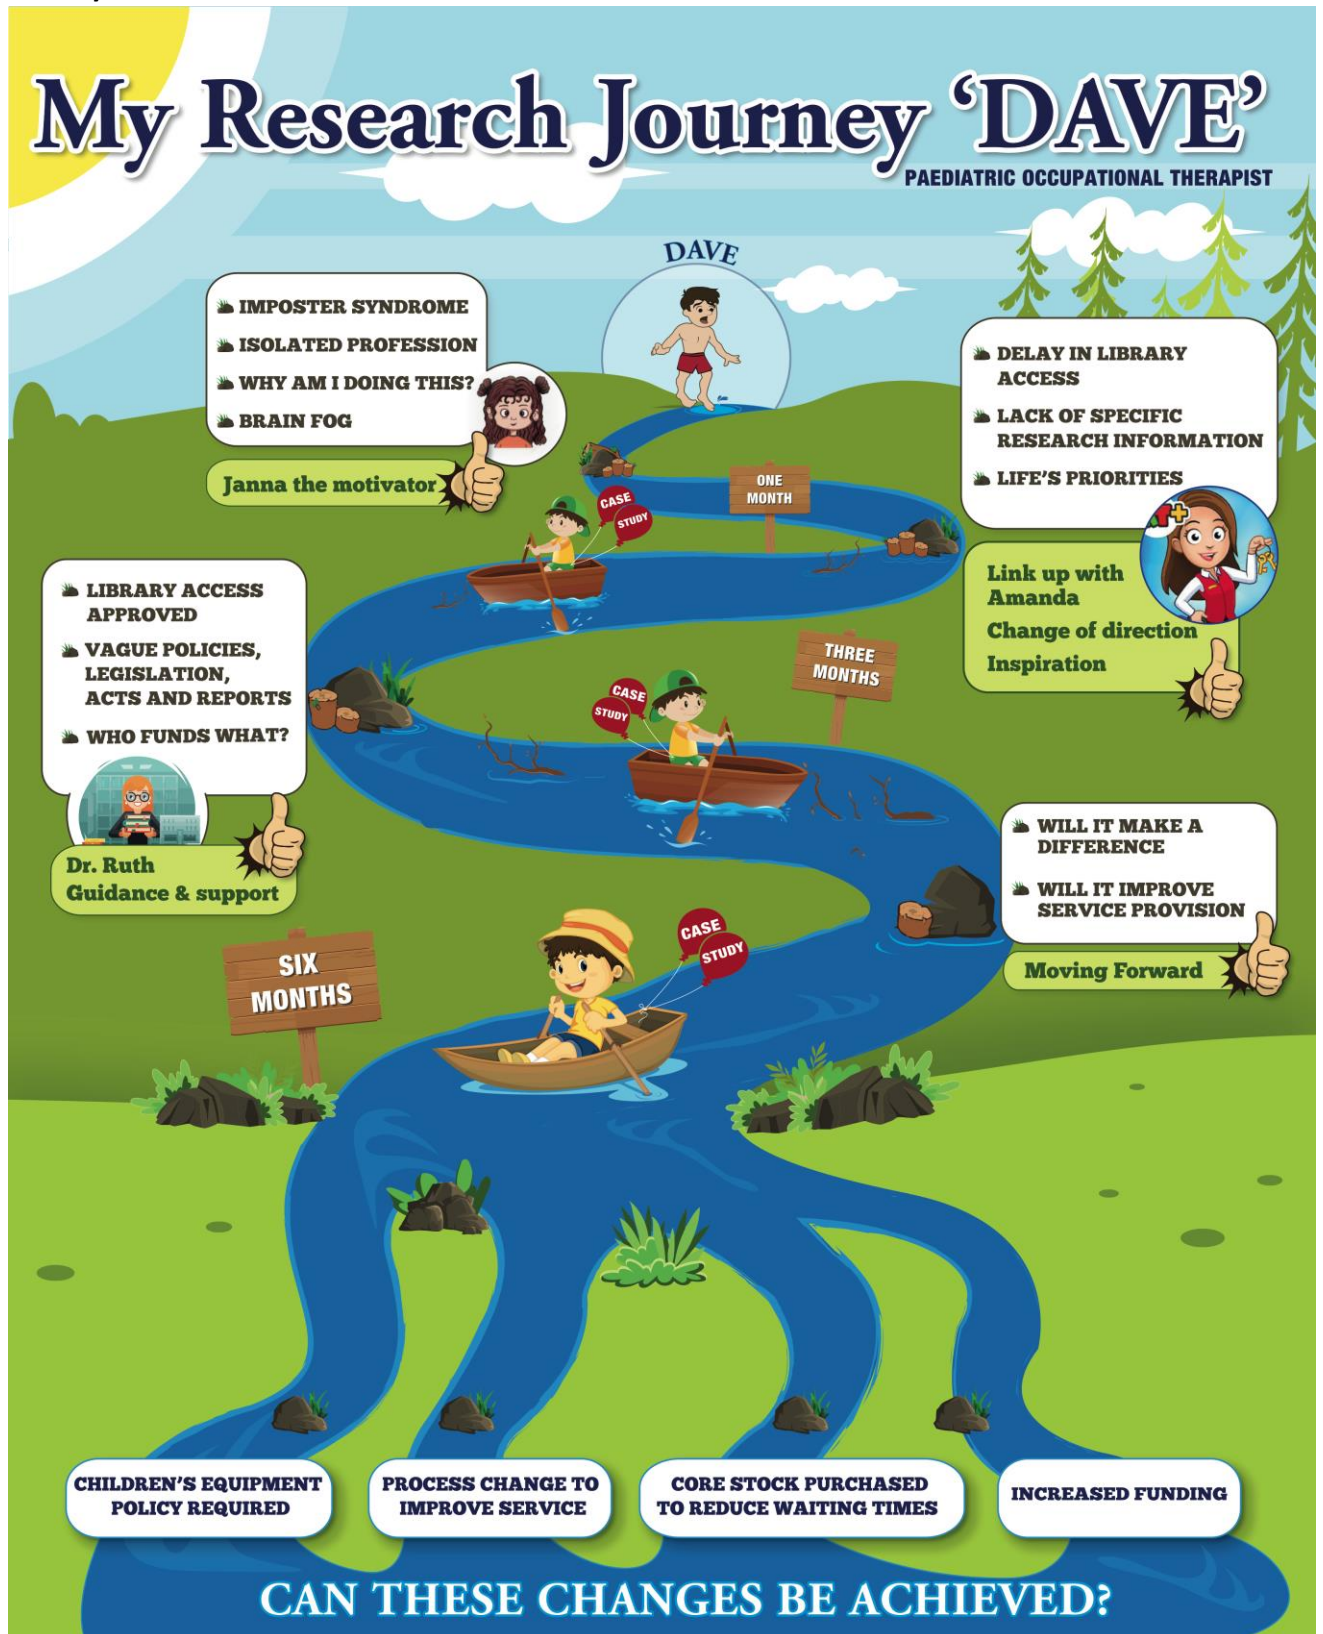 My Research Journey ‘DAVE’
PAEDIATRIC OCCUPATIONAL THERAPIST
DAVE
IMPOSTER SYNDROME
ISOLATED PROFESSION
WHY AM I DOING THIS?
BRAIN FOG
Janna the motivator
DELAY IN LIBRARY
ACCESS
LACK OF SPECIFIC
RESEARCH INFORMATION
LIFE’S PRIORITIES
Link up with
Amanda
Change of direction
Inspiration
ONE
MONTH
CASE
STUDY
LIBRARY ACCESS
APPROVED
VAGUE POLICIES,
LEGISLATION,
ACTS AND REPORTS
WHO FUNDS WHAT?
Dr. Ruth
Guidance & support
THREE
MONTHS
CASE
STUDY
WILL IT MAKE A
DIFFERENCE
WILL IT IMPROVE
SERVICE PROVISION
Moving Forward
SIX
MONTHS
CASE
STUDY
CHILDREN’S EQUIPMENT
POLICY REQUIRED
PROCESS CHANGE TO
IMPROVE SERVICE
CORE STOCK PURCHASED
TO REDUCE WAITING TIMES
INCREASED FUNDING
CAN THESE CHANGES BE ACHIEVED?